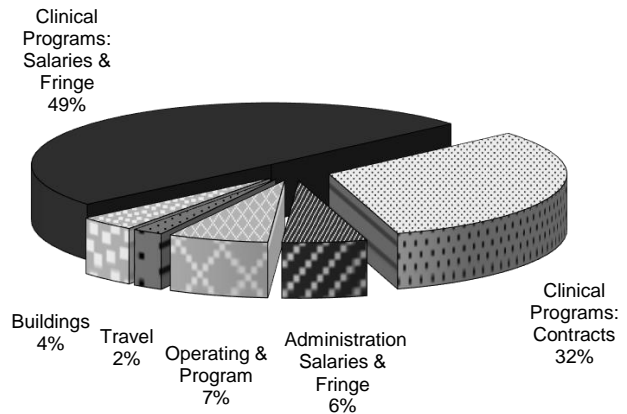 Clinical
Programs:
Salaries &
Fringe
49%
Buildings
4%
Travel
2%
Operating &
Program
7%
Administration
Salaries &
Fringe
6%
Clinical
Programs:
Contracts
32%